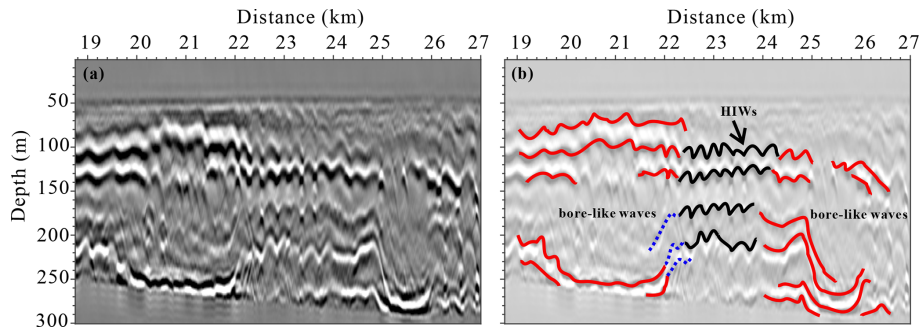 Distance (km)
Distance (km)
19 20 21 22 23 24 25 26 27
19 20 21 22 23 24 25 26 27
(a)
(b)
Depth (m)
50
100
150
200
250
300
HIWs
bore-like waves
bore-like waves